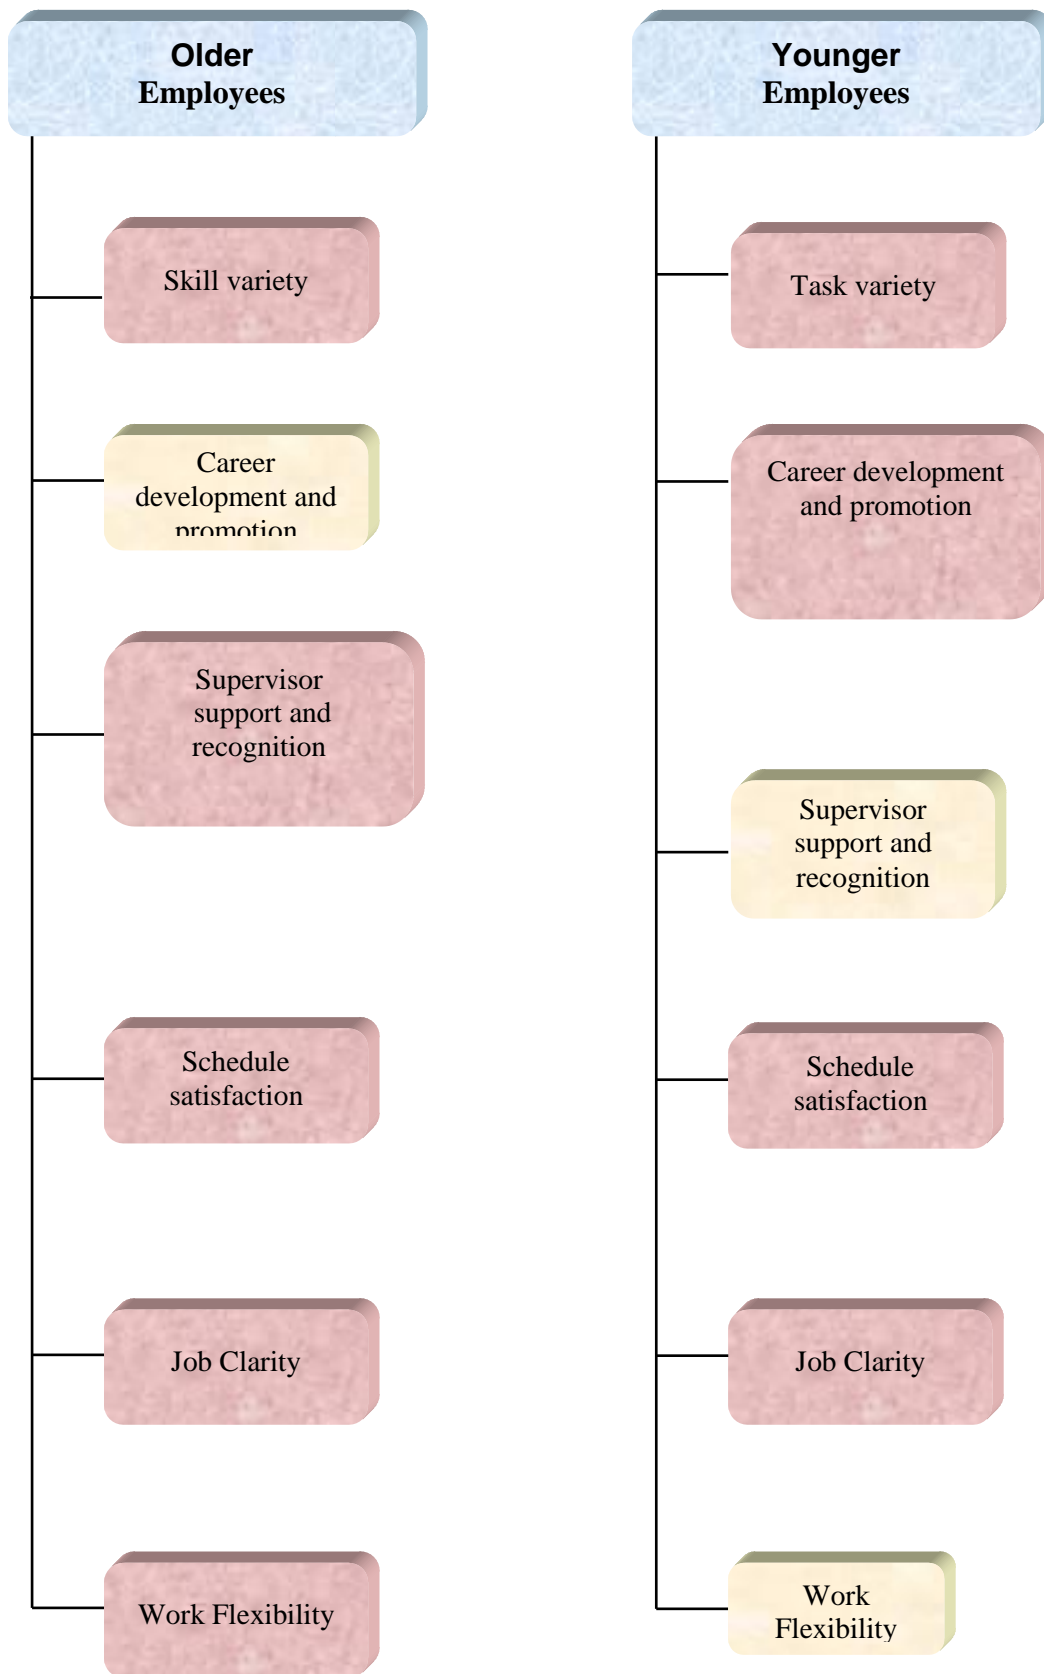 Older
Employees
Skill variety
Career
development and
promotion
Supervisor
support and
recognition
Schedule
satisfaction
Job Clarity
Work Flexibility
Younger
Employees
Task variety
Career development
and promotion
Supervisor
support and
recognition
Schedule
satisfaction
Job Clarity
Work
Flexibility